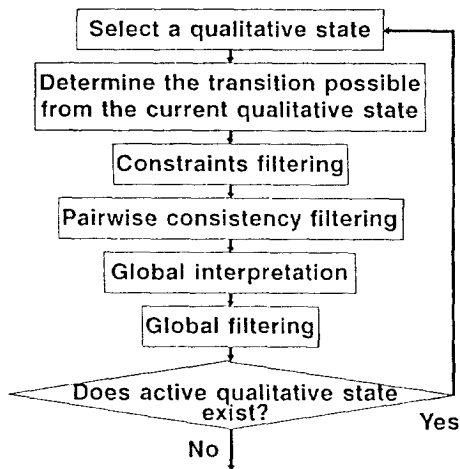 Select a qualitative state
Determine the transition possible
from the current qualitative state
Constraints filtering
Pairwise consistency filtering
Global interpretation
Global filtering
Does active qualitative state
exist?
Yes
No